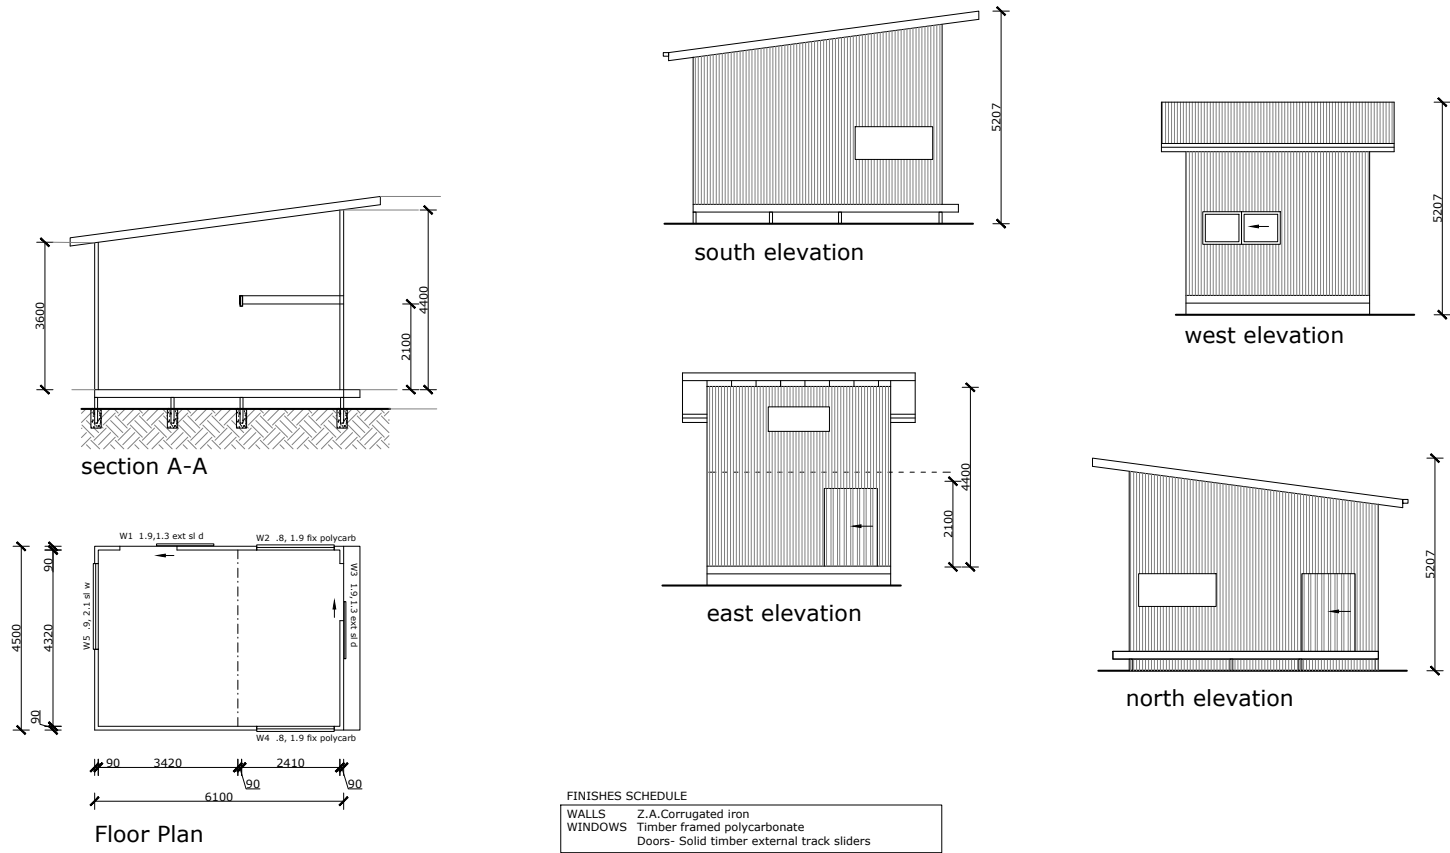 5207
south elevation
5207
west elevation
3600
2100
4400
section A-A
4400
2100
east elevation
5207
north elevation
W1 1.9,1.3 ext sl d
W2 .8, 1.9 fix polycarb
W3 1.9,1.3 ext sl d
W5 .9, 2.1 sl w
W4 .8, 1.9 fix polycarb
4500
90
4320
90
90
3420
90
2410
90
6100
Floor Plan
FINISHES SCHEDULE
WALLS Z.A.Corrugated iron
WINDOWS Timber framed polycarbonate
Doors- Solid timber external track sliders